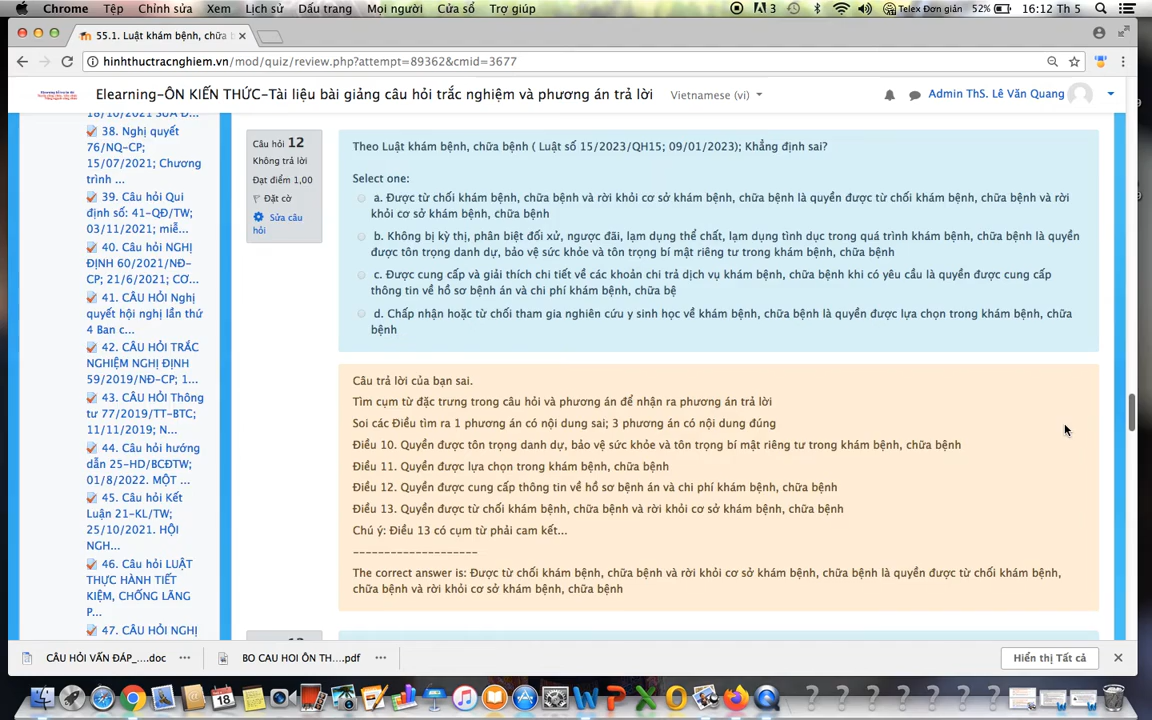 Chrome Tệp Chỉnh sửa Xem Lịch sử Dấu trang Mọi người Cửa sổ Trợ giúp 3 Telex Đơn giản 52% 16:12 Th 5
55.1. Luật khám bệnh, chữa b
hinhthuctracnghiem.vn/mod/quiz/review.php?attempt=89362&cmid=3677
Elearning-ÔN KIẾN THỨC-Tài liệu bài giảng câu hỏi trắc nghiệm và phương án trả lời Vietnamese (vi) Admin ThS. Lê Văn Quang
18/10/2021 SỬA Đ...
38. Nghị quyết
76/NQ-CP;
15/07/2021; Chương
trình ...
39. Câu hỏi Qui
định số: 41-QĐ/TW;
03/11/2021; miễ...
40. Câu hỏi NGHỊ
ĐỊNH 60/2021/NĐ-
CP; 21/6/2021; CƠ...
41. CÂU HỎI Nghị
quyết hội nghị lần thứ
4 Ban c...
42. CÂU HỎI TRẮC
NGHIỆM NGHỊ ĐỊNH
59/2019/NĐ-CP; 1...
43. CÂU HỎI Thông
tư 77/2019/TT-BTC;
11/11/2019; N...
44. Câu hỏi hướng
dẫn 25-HD/BCĐTW;
01/8/2022. MỘT ...
45. Câu hỏi Kết
Luận 21-KL/TW;
25/10/2021. HỘI
NGH...
46. Câu hỏi LUẬT
THỰC HÀNH TIẾT
KIỆM, CHỐNG LÃNG
P...
47. CÂU HỎI NGHỊ
Câu hỏi 12
Không trả lời
Đạt điểm 1,00
Đặt cờ
Sửa câu
hỏi
Theo Luật khám bệnh, chữa bệnh ( Luật số 15/2023/QH15; 09/01/2023); Khẳng định sai?
Select one:
a. Được từ chối khám bệnh, chữa bệnh và rời khỏi cơ sở khám bệnh, chữa bệnh là quyền được từ chối khám bệnh, chữa bệnh và rời
khỏi cơ sở khám bệnh, chữa bệnh
b. Không bị kỳ thị, phân biệt đối xử, ngược đãi, lạm dụng thể chất, lạm dụng tình dục trong quá trình khám bệnh, chữa bệnh là quyền
được tôn trọng danh dự, bảo vệ sức khỏe và tôn trọng bí mật riêng tư trong khám bệnh, chữa bệnh
c. Được cung cấp và giải thích chi tiết về các khoản chi trả dịch vụ khám bệnh, chữa bệnh khi có yêu cầu là quyền được cung cấp
thông tin về hồ sơ bệnh án và chi phí khám bệnh, chữa bệ
d. Chấp nhận hoặc từ chối tham gia nghiên cứu y sinh học về khám bệnh, chữa bệnh là quyền được lựa chọn trong khám bệnh, chữa
bệnh
Câu trả lời của bạn sai.
Tìm cụm từ đặc trưng trong câu hỏi và phương án để nhận ra phương án trả lời
Soi các Điều tìm ra 1 phương án có nội dung sai; 3 phương án có nội dung đúng
Điều 10. Quyền được tôn trọng danh dự, bảo vệ sức khỏe và tôn trọng bí mật riêng tư trong khám bệnh, chữa bệnh
Điều 11. Quyền được lựa chọn trong khám bệnh, chữa bệnh
Điều 12. Quyền được cung cấp thông tin về hồ sơ bệnh án và chi phí khám bệnh, chữa bệnh
Điều 13. Quyền được từ chối khám bệnh, chữa bệnh và rời khỏi cơ sở khám bệnh, chữa bệnh
Chú ý: Điều 13 có cụm từ phải cam kết...
--------------------
The correct answer is: Được từ chối khám bệnh, chữa bệnh và rời khỏi cơ sở khám bệnh, chữa bệnh là quyền được từ chối khám bệnh,
chữa bệnh và rời khỏi cơ sở khám bệnh, chữa bệnh
CÂU HỎI VẤN ĐÁP_....doc BO CAU HOI ÔN TH....pdf Hiển thị Tất cả